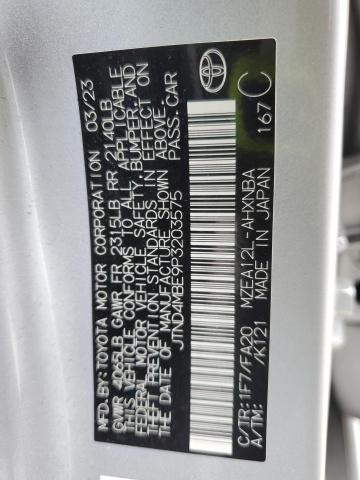 MFD.BY:TOYOTA MOTOR CORPORATION 03/23
GVWR 4065LB GAWR FR 2315LB RR 2140LB
THIS VEHICLE CONFORMS TO ALL APPLICABLE
FEDERAL MOTOR VEHICLE SAFETY, BUMPER, AND
THEFT PREVENTION STANDARDS IN EFFECT ON
THE DATE OF MANUFACTURE SHOWN ABOVE.
JTND4MBE9P3203575 PASS.CAR
C/TR:1F7/FA20 MZEA12L-AHXNBA
A/TM: /K121 MADE IN JAPAN 167 C
TOYOTA